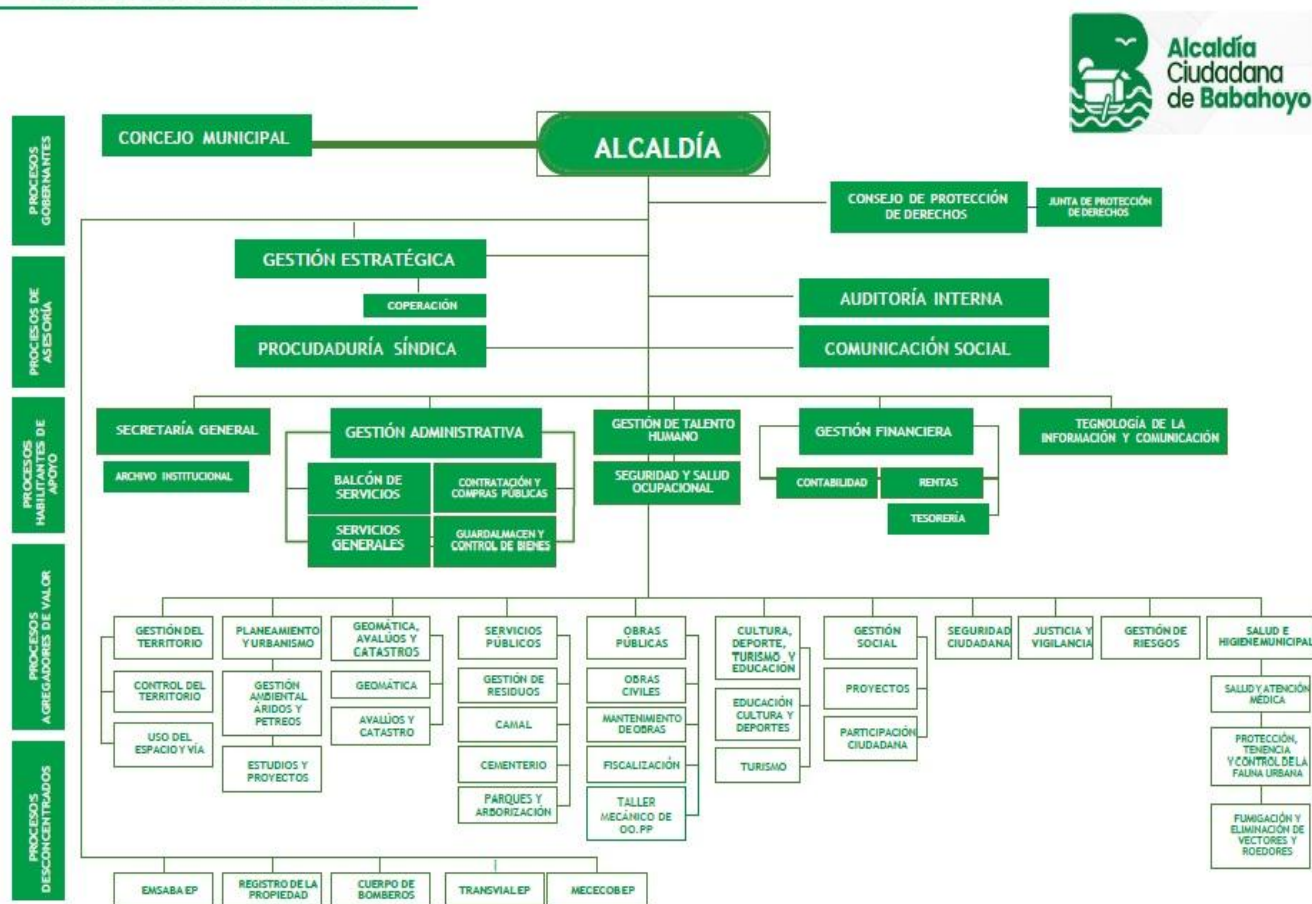 Alcaldía
Ciudadana
de Babahoyo
PROCESOS
GOBERNANTES
CONCEJO MUNICIPAL
ALCALDÍA
CONSEJO DE PROTECCIÓN
DE DERECHOS
JUNTA DE PROTECCIÓN
DE DERECHOS
PROCESOS DE
ASESORÍA
GESTIÓN ESTRATÉGICA
COPERACIÓN
AUDITORÍA INTERNA
PROCUDADURÍA SÍNDICA
COMUNICACIÓN SOCIAL
PROCESOS
HABILITANTES DE
APOYO
SECRETARÍA GENERAL
ARCHIVO INSTITUCIONAL
GESTIÓN ADMINISTRATIVA
BALCÓN DE
SERVICIOS
CONTRATACIÓN Y
COMPRAS PÚBLICAS
SERVICIOS
GENERALES
GUARDALMACEN Y
CONTROL DE BIENES
GESTIÓN DE TALENTO
HUMANO
SEGURIDAD Y SALUD
OCUPACIONAL
GESTIÓN FINANCIERA
CONTABILIDAD
RENTAS
TESORERÍA
TEGNOLOGÍA DE LA
INFORMACIÓN Y COMUNICACIÓN
PROCESOS
AGREGADORES DE VALOR
GESTIÓN DEL
TERRITORIO
CONTROL DEL
TERRITORIO
USO DEL
ESPACIO Y VÍA
PLANEAMIENTO
Y URBANISMO
GESTIÓN
AMBIENTAL
ÁRIDOS Y
PETREOS
ESTUDIOS Y
PROYECTOS
GEOMÁTICA,
AVALÚOS Y
CATASTROS
GEOMÁTICA
AVALÚOS Y
CATASTRO
SERVICIOS
PÚBLICOS
GESTIÓN DE
RESIDUOS
CAMAL
CEMENTERIO
PARQUES Y
ARBORIZACIÓN
OBRAS
PÚBLICAS
OBRAS
CIVILES
MANTENIMIENTO
DE OBRAS
FISCALIZACIÓN
TALLER
MECÁNICO DE
OO.PP
CULTURA,
DEPORTE,
TURISMO Y
EDUCACIÓN
EDUCACIÓN
CULTURA Y
DEPORTES
TURISMO
GESTIÓN
SOCIAL
PROYECTOS
PARTICIPACIÓN
CIUDADANA
SEGURIDAD
CIUDADANA
JUSTICIA Y
VIGILANCIA
GESTIÓN DE
RIESGOS
SALUD E
HIGIENE MUNICIPAL
SALUD Y ATENCIÓN
MÉDICA
PROTECCIÓN,
TENENCIA
Y CONTROL DE LA
FAUNA URBANA
FUMIGACIÓN Y
ELIMINACIÓN DE
VECTORES Y
ROEDORES
PROCESOS
DESCONCENTRADOS
EMSABA EP
REGISTRO DE LA
PROPIEDAD
CUERPO DE
BOMBEROS
TRANSVIAL EP
MECECOB EP